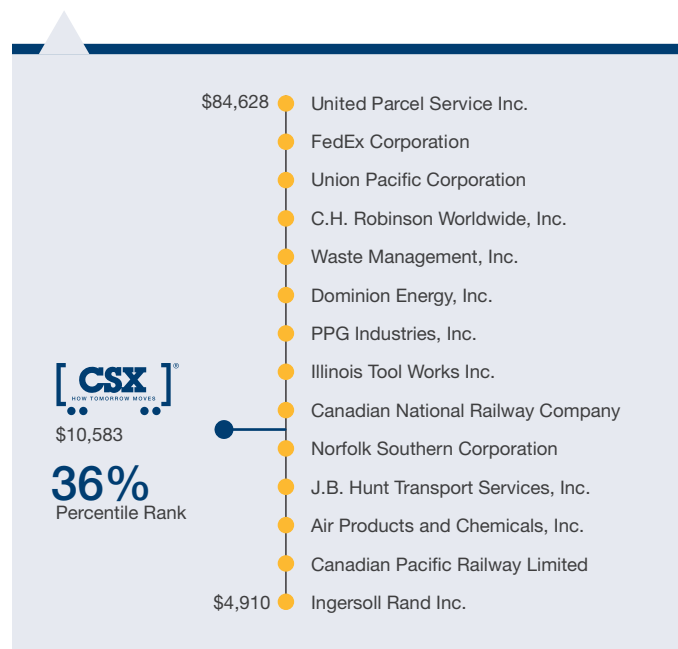 $84,628
United Parcel Service Inc.
FedEx Corporation
Union Pacific Corporation
C.H. Robinson Worldwide, Inc.
Waste Management, Inc.
Dominion Energy, Inc.
PPG Industries, Inc.
Illinois Tool Works Inc.
Canadian National Railway Company
[ CSX ]®
HOW TOMORROW MOVES
$10,583
36%
Percentile Rank
Norfolk Southern Corporation
J.B. Hunt Transport Services, Inc.
Air Products and Chemicals, Inc.
Canadian Pacific Railway Limited
$4,910
Ingersoll Rand Inc.